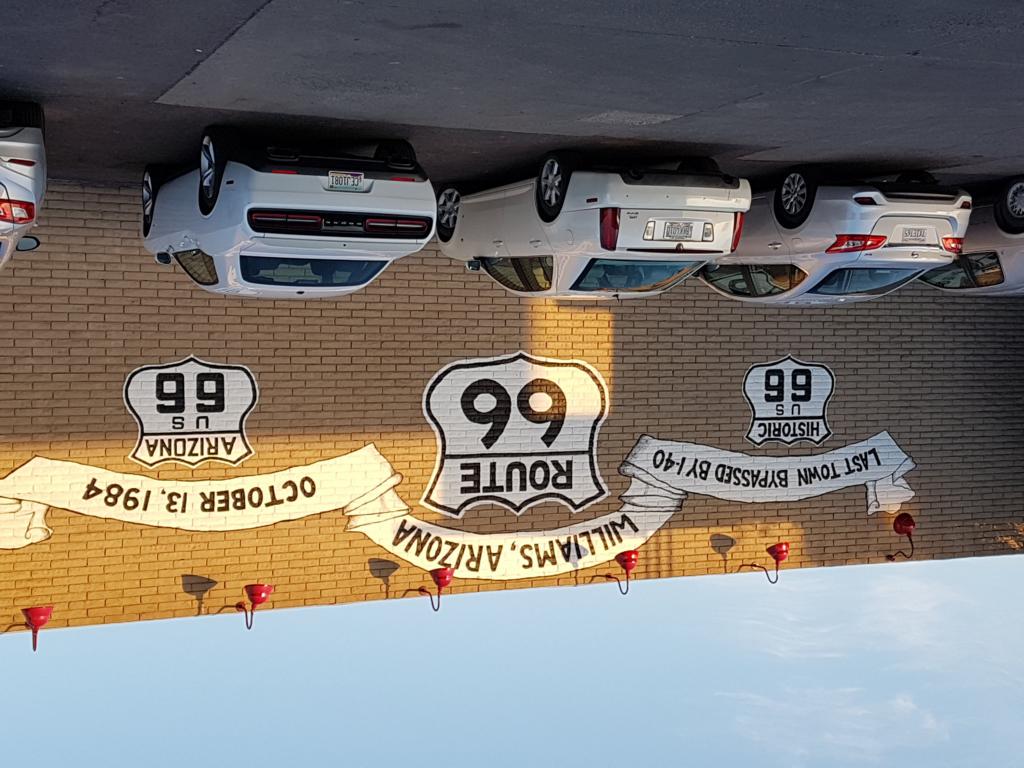 LAST TOWN BYPASSED BY I-40
WILLIAMS, ARIZONA
OCTOBER 13, 1984
HISTORIC
US
66
ROUTE
66
ARIZONA
US
66